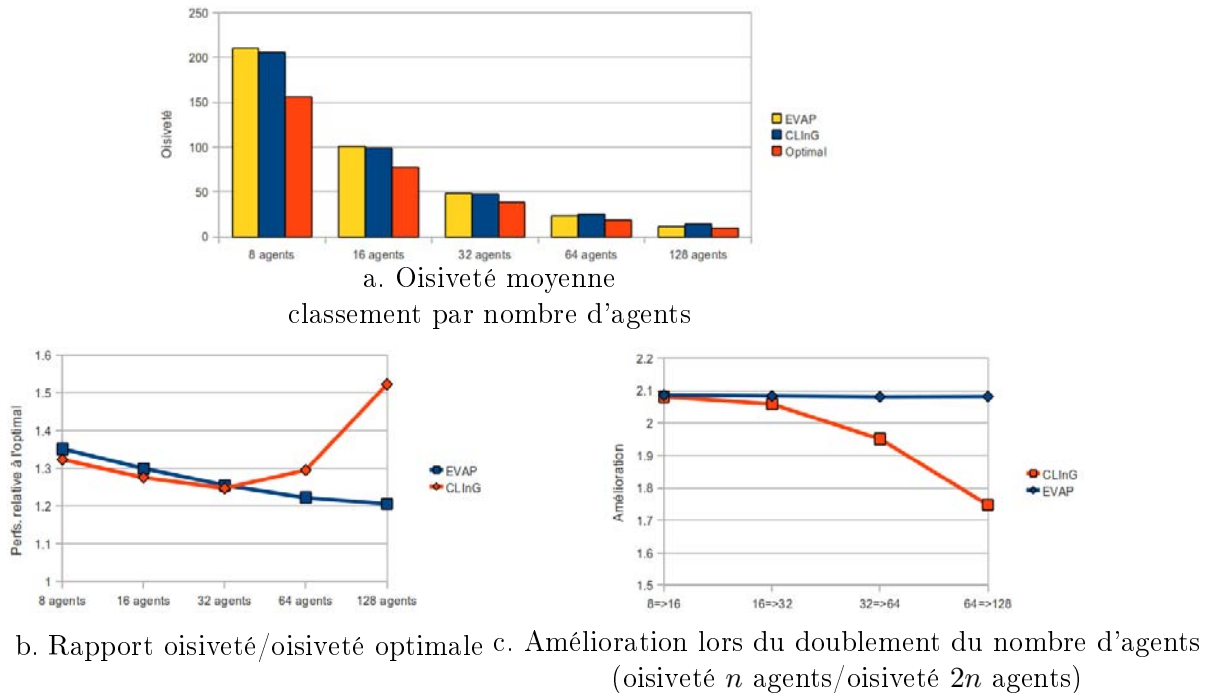 250
200
150
100
50
0
Oisiveté
8 agents
16 agents
32 agents
64 agents
128 agents
EVAP
CLInG
Optimal
a. Oisiveté moyenne
classement par nombre d'agents
1.6
1.5
1.4
1.3
1.2
1.1
1
Perfs. relative à l'optimal
8 agents
16 agents
32 agents
64 agents
128 agents
EVAP
CLInG
b. Rapport oisiveté/oisiveté optimale
2.2
2.1
2
1.9
1.8
1.7
1.6
1.5
Amélioration
8=>16
16=>32
32=>64
64=>128
CLInG
EVAP
c. Amélioration lors du doublement du nombre d'agents
(oisiveté n agents/oisiveté 2n agents)